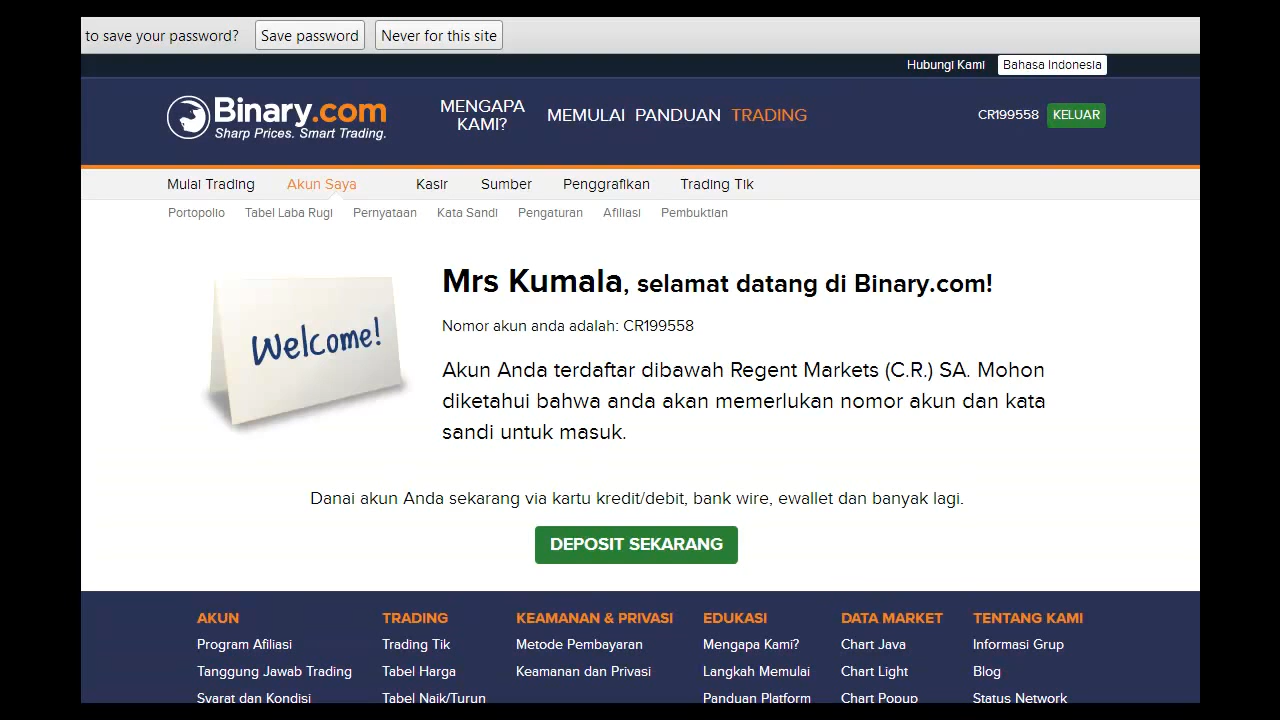 to save your password? Save password Never for this site
Hubungi Kami Bahasa Indonesia
Binary.com
Sharp Prices. Smart Trading.
MENGAPA
KAMI?
MEMULAI PANDUAN TRADING
CR199558 KELUAR
Mulai Trading Akun Saya Kasir Sumber Penggrafikan Trading Tik
Portopolio Tabel Laba Rugi Pernyataan Kata Sandi Pengaturan Afiliasi Pembuktian
Welcome!
Mrs Kumala, selamat datang di Binary.com!
Nomor akun anda adalah: CR199558
Akun Anda terdaftar dibawah Regent Markets (C.R.) SA. Mohon
diketahui bahwa anda akan memerlukan nomor akun dan kata
sandi untuk masuk.
Danai akun Anda sekarang via kartu kredit/debit, bank wire, ewallet dan banyak lagi.
DEPOSIT SEKARANG
AKUN TRADING KEAMANAN & PRIVASI EDUKASI DATA MARKET TENTANG KAMI
Program Afiliasi Trading Tik Metode Pembayaran Mengapa Kami? Chart Java Informasi Grup
Tanggung Jawab Trading Tabel Harga Keamanan dan Privasi Langkah Memulai Chart Light Blog
Syarat dan Kondisi Tabel Naik/Turun Panduan Platform Chart Popup Status Network